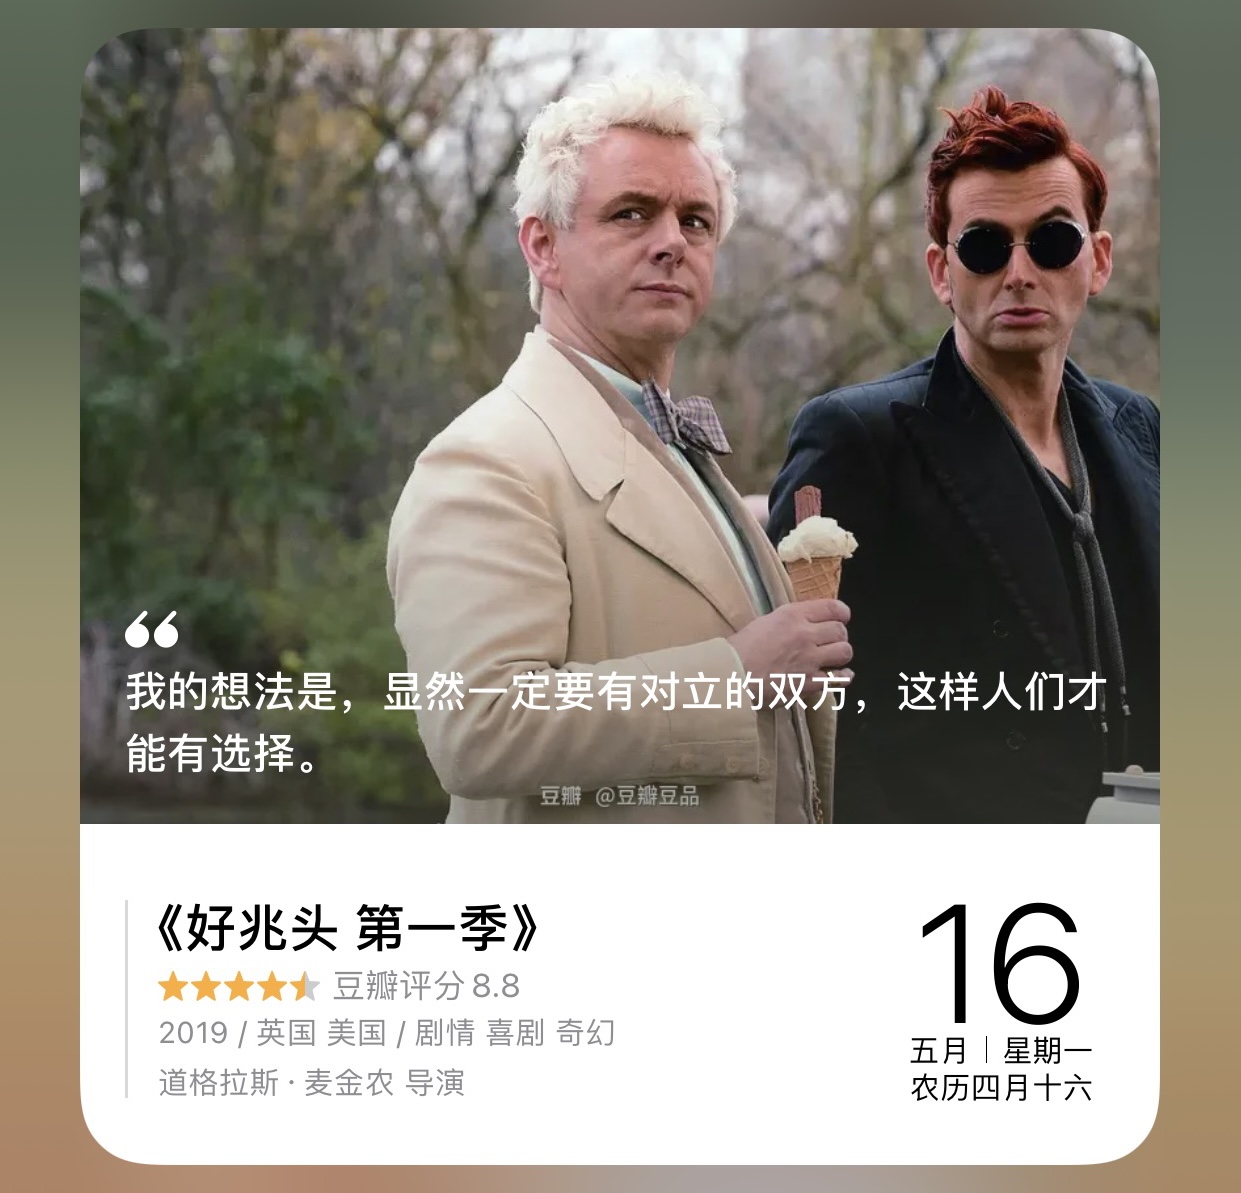 “
我的想法是，显然一定要有对立的双方，这样人们才
能有选择。
豆瓣 @豆瓣豆品
《好兆头 第一季》
豆瓣评分 8.8
2019 / 英国 美国 / 剧情 喜剧 奇幻
道格拉斯·麦金农 导演
16
五月｜星期一
农历四月十六